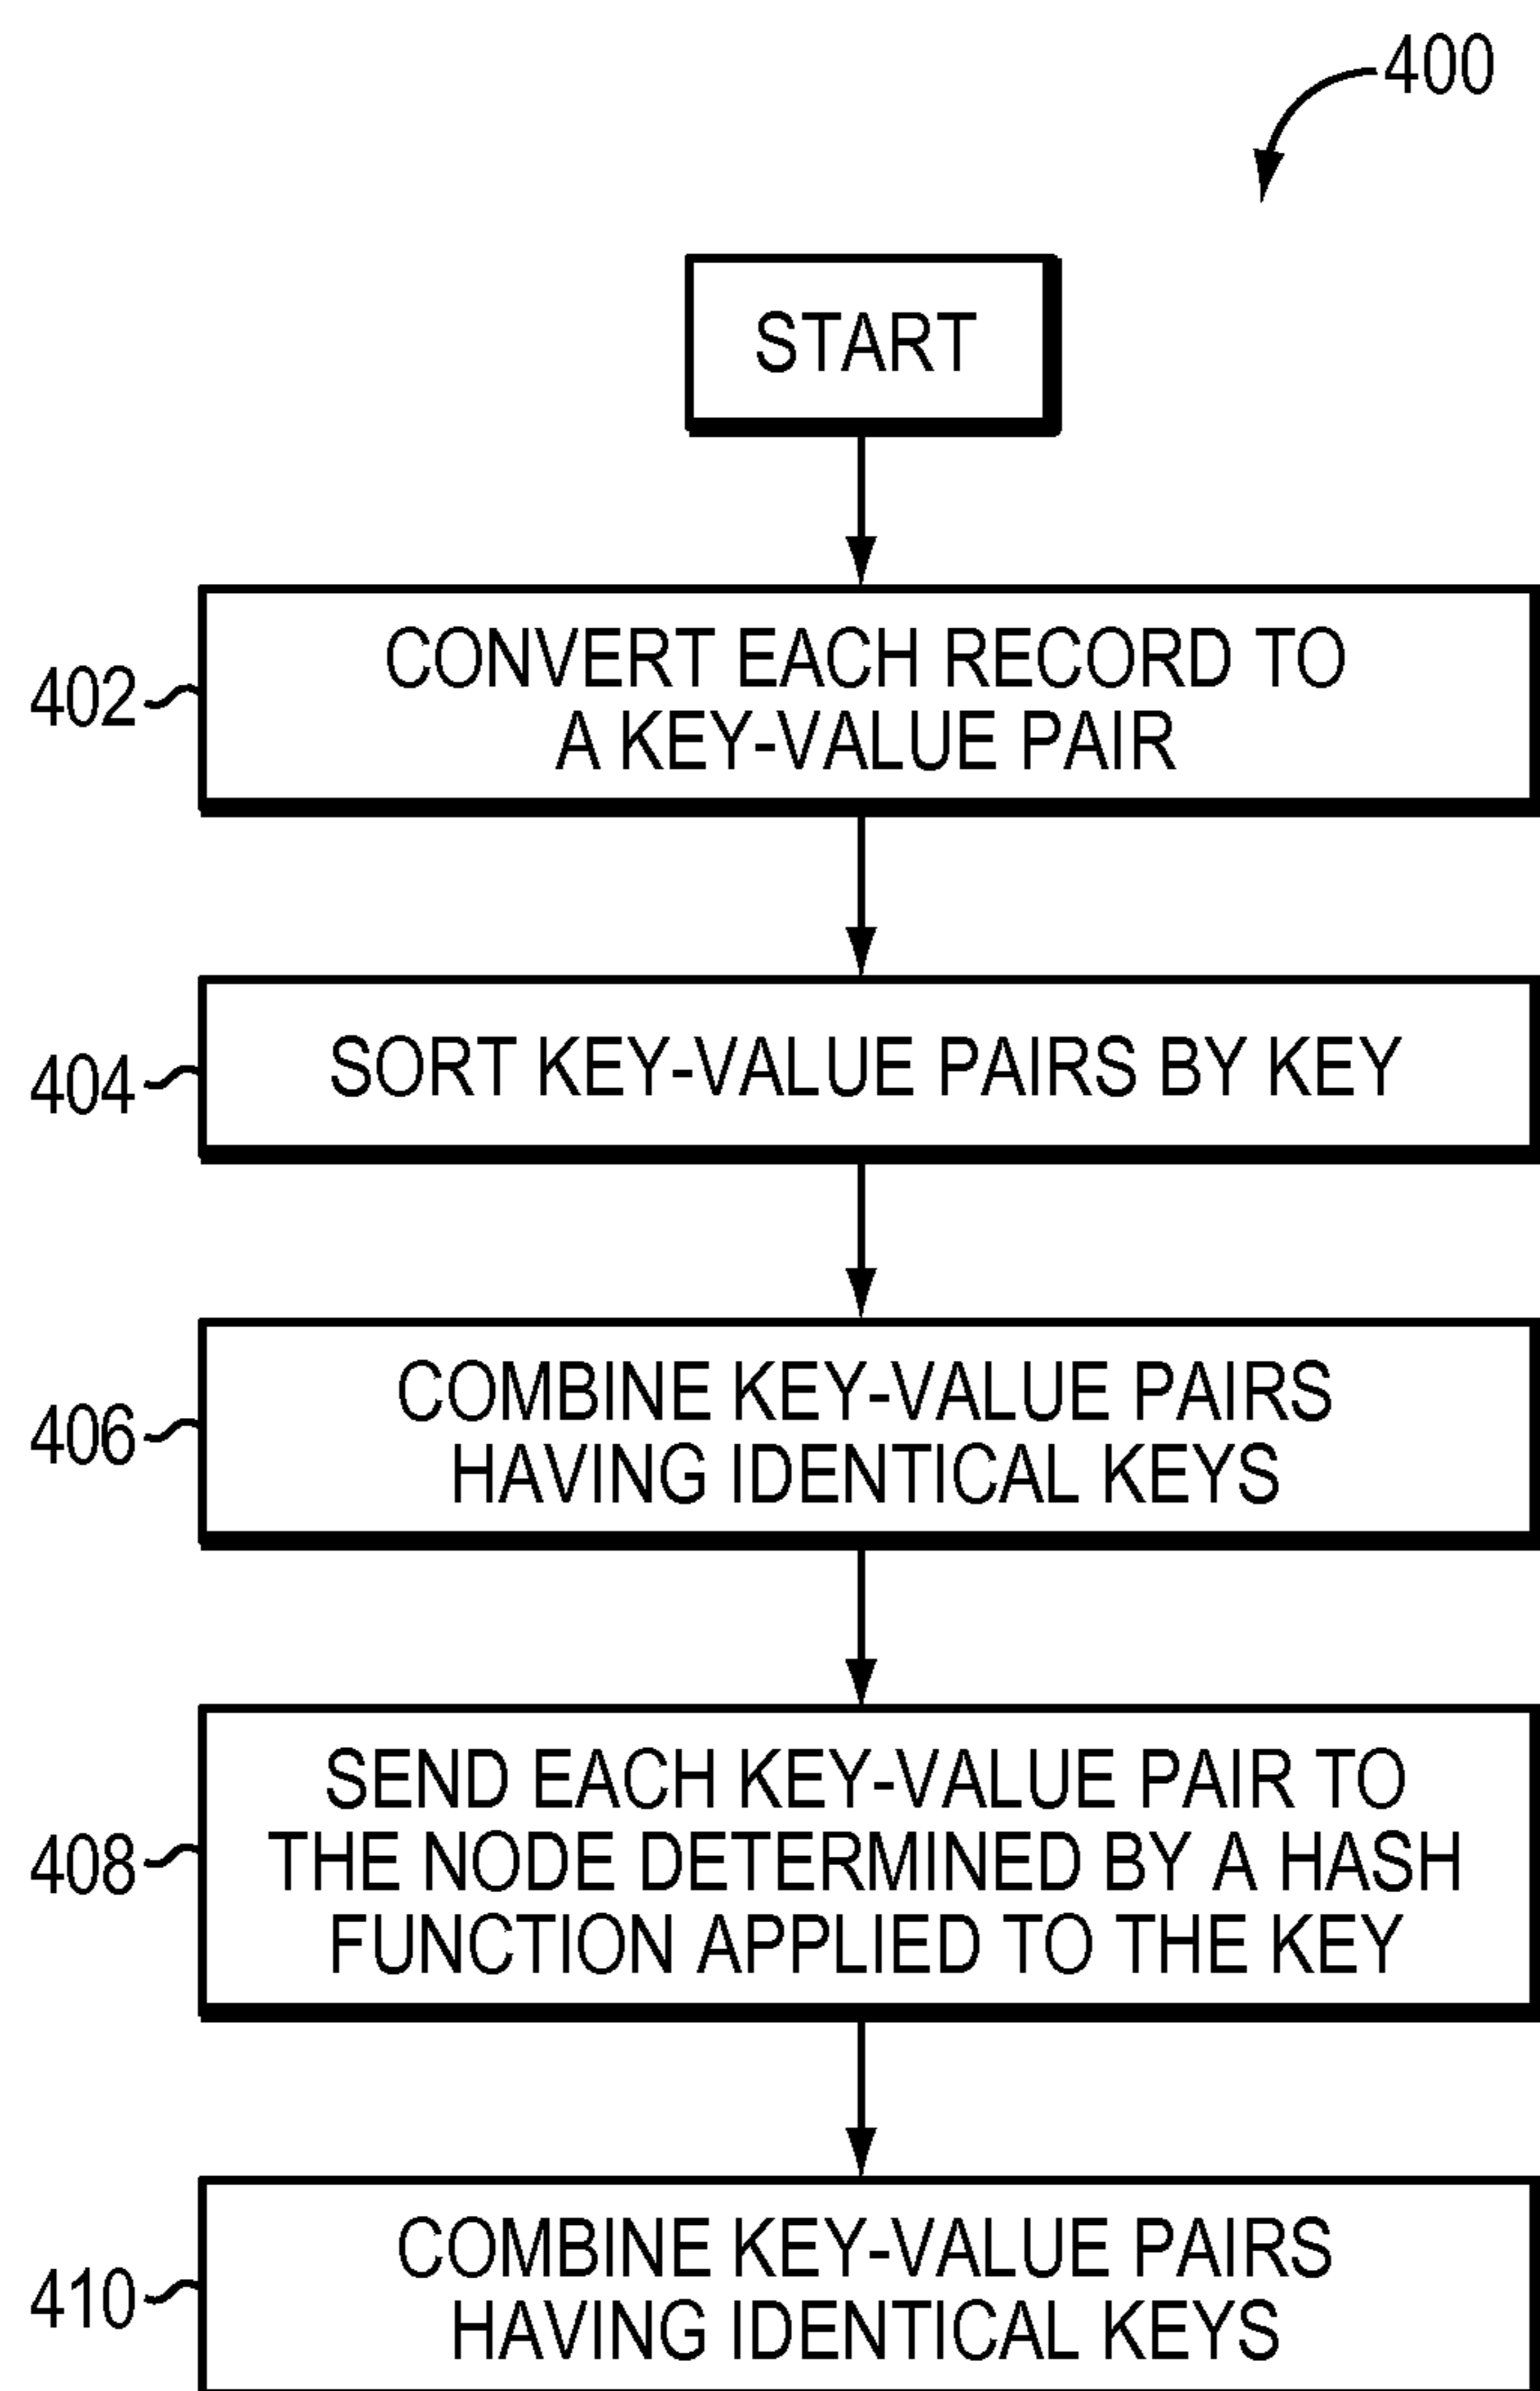 400
START
402
CONVERT EACH RECORD TO
A KEY-VALUE PAIR
404
SORT KEY-VALUE PAIRS BY KEY
406
COMBINE KEY-VALUE PAIRS
HAVING IDENTICAL KEYS
408
SEND EACH KEY-VALUE PAIR TO
THE NODE DETERMINED BY A HASH
FUNCTION APPLIED TO THE KEY
410
COMBINE KEY-VALUE PAIRS
HAVING IDENTICAL KEYS